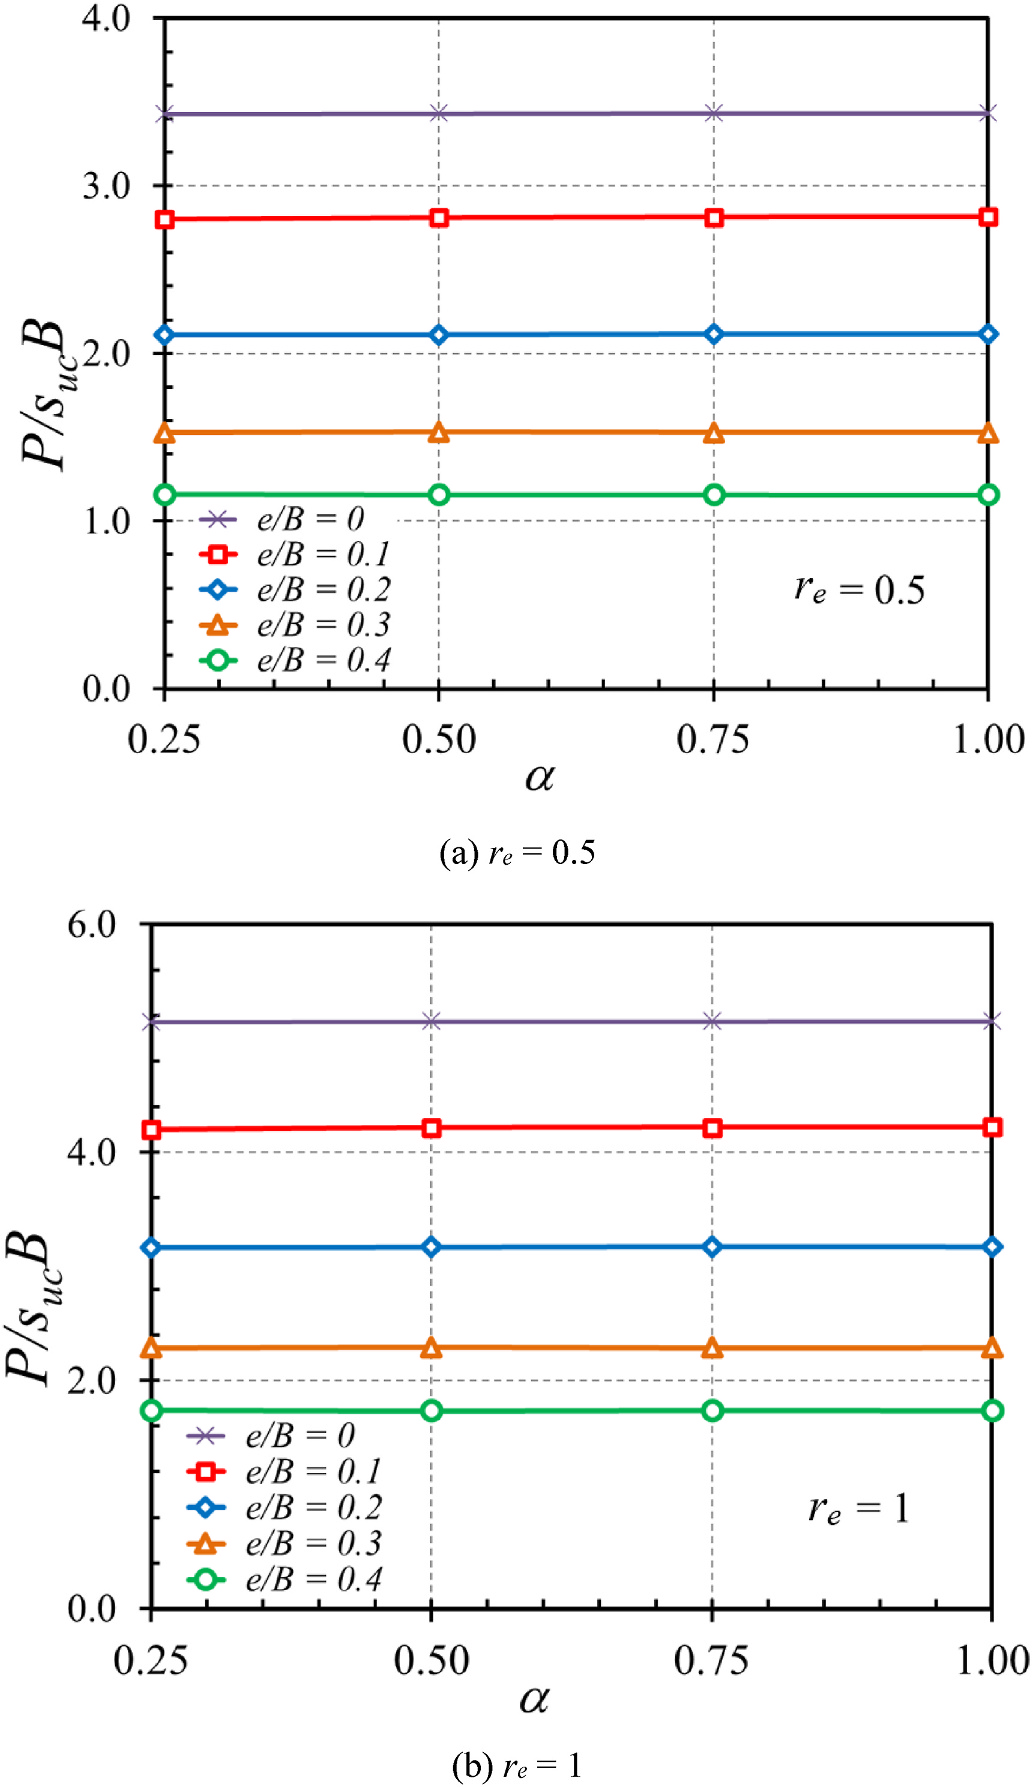 4.0
3.0
2.0
1.0
0.0
P/s_uc B
e/B = 0
e/B = 0.1
e/B = 0.2
e/B = 0.3
e/B = 0.4
r_e = 0.5
0.25 0.50 0.75 1.00
α
(a) r_e = 0.5
6.0
4.0
2.0
0.0
P/s_uc B
e/B = 0
e/B = 0.1
e/B = 0.2
e/B = 0.3
e/B = 0.4
r_e = 1
0.25 0.50 0.75 1.00
α
(b) r_e = 1